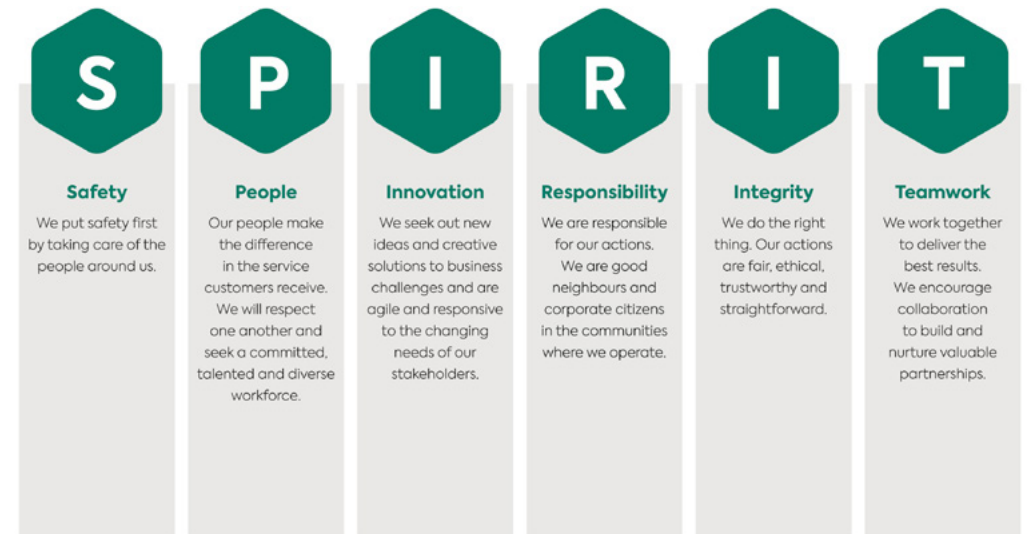 S
Safety
We put safety first
by taking care of the
people around us.
P
People
Our people make
the difference
in the service
customers receive.
We will respect
one another and
seek a committed,
talented and diverse
workforce.
I
Innovation
We seek out new
ideas and creative
solutions to business
challenges and are
agile and responsive
to the changing
needs of our
stakeholders.
R
Responsibility
We are responsible
for our actions.
We are good
neighbours and
corporate citizens
in the communities
where we operate.
I
Integrity
We do the right
thing. Our actions
are fair, ethical,
trustworthy and
straightforward.
T
Teamwork
We work together
to deliver the
best results.
We encourage
collaboration
to build and
nurture valuable
partnerships.